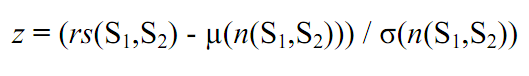 z = (rs(S₁,S₂) - μ(n(S₁,S₂))) / σ(n(S₁,S₂))